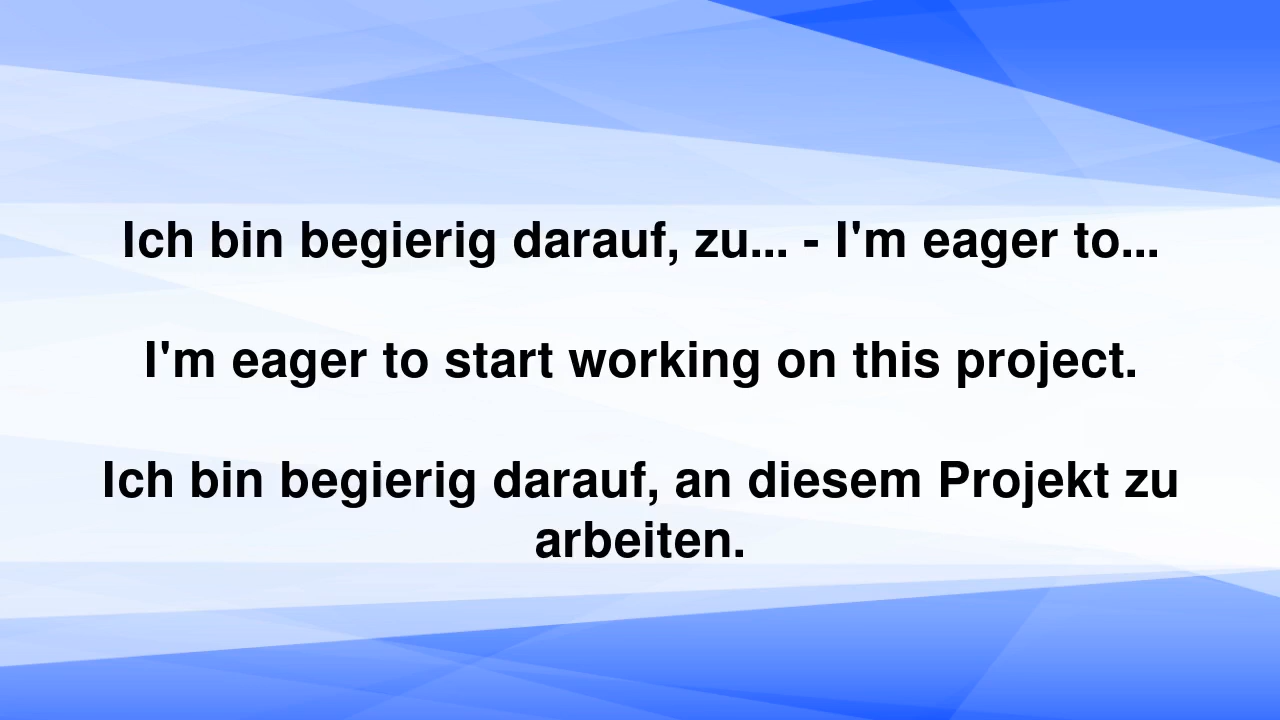 Ich bin begierig darauf, zu... - I'm eager to...
I'm eager to start working on this project.
Ich bin begierig darauf, an diesem Projekt zu
arbeiten.